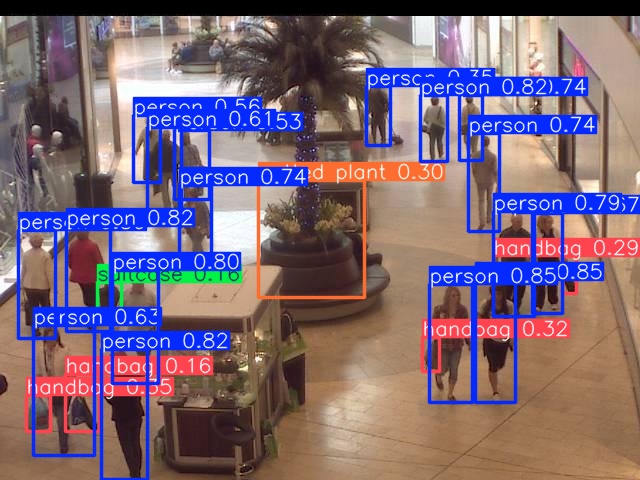 person 0.35
person 0.82
0.74
person 0.56
person 0.61
53
person 0.74
person 0.74
ed plant 0.30
person 0.79
67
person 0.82
handbag 0.29
person 0.80
suitcase 0.16
person 0.85
0.85
person 0.63
handbag 0.32
person 0.82
handbag 0.16
handbag 0.35